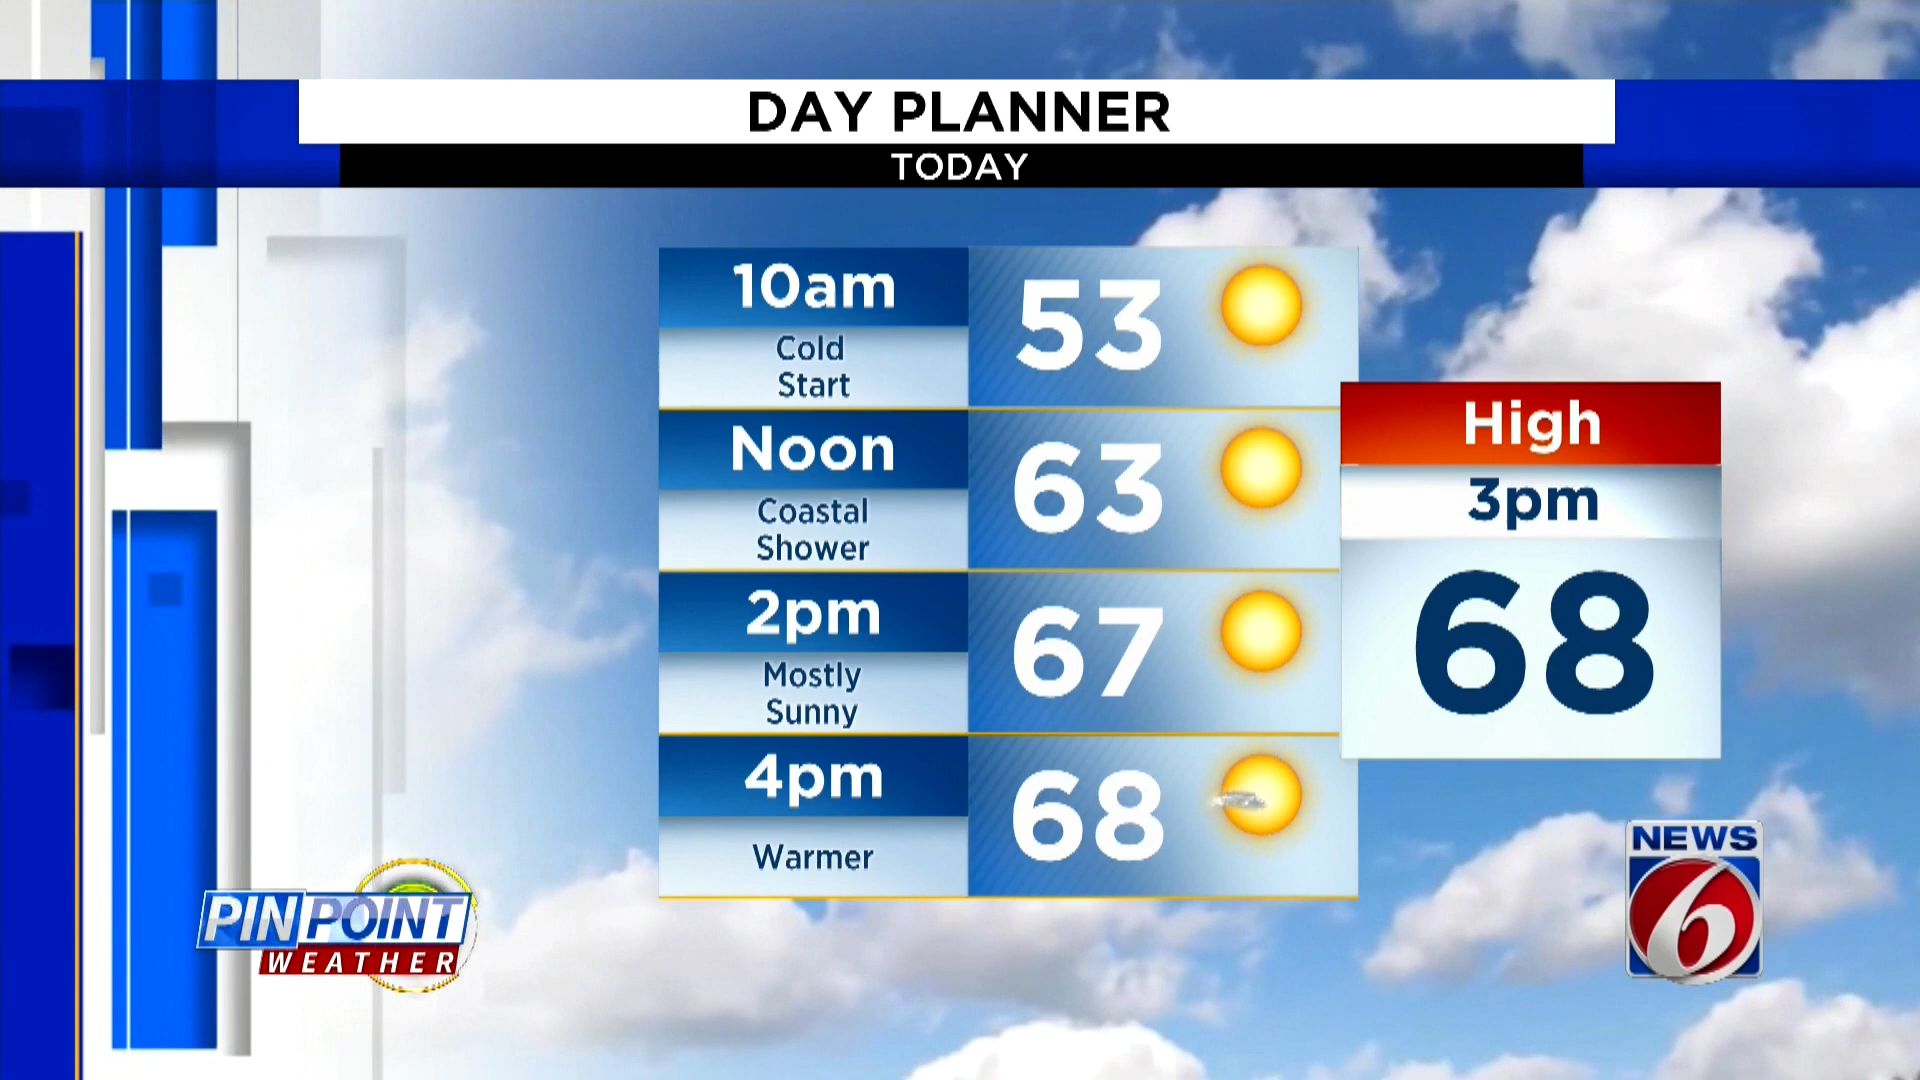 DAY PLANNER
TODAY
10am
Cold
Start
53
Noon
Coastal
Shower
63
2pm
Mostly
Sunny
67
4pm
Warmer
68
High
3pm
68
PINPOINT
WEATHER
NEWS
6